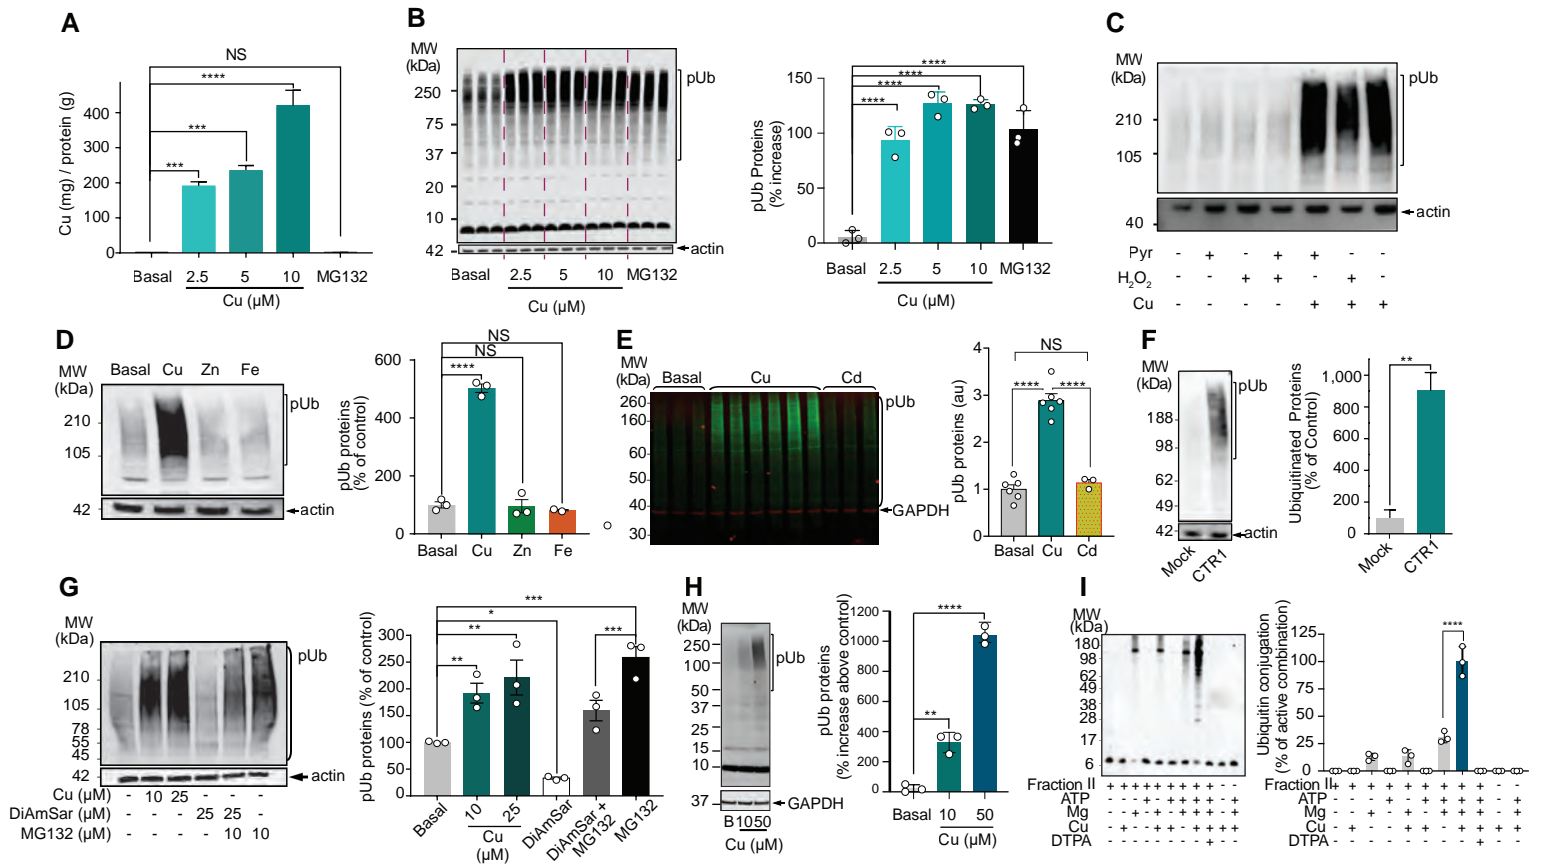 A
NS
****
***
***
Cu (mg) / protein (g)
400
300
200
100
0
Basal 2.5 5 10 MG132
Cu (µM)
B
MW
(kDa)
250
75
37
20
10
42
pUb
actin
Basal 2.5 5 10 MG132
Cu (µM)
****
****
****
****
pUb Proteins
(% increase)
150
100
50
0
Basal 2.5 5 10 MG132
Cu (µM)
C
MW
(kDa)
210
105
40
pUb
actin
Pyr - + - + + - -
H₂O₂ - - + + - + -
Cu - - - - + + +
D
MW
(kDa)
Basal Cu Zn Fe
210
105
42
pUb
actin
NS
NS
****
pUb proteins
(% of control)
600
400
200
0
Basal Cu Zn Fe
E
MW
(kDa)
Basal Cu Cd
260
160
60
50
40
30
pUb
GAPDH
NS
**** ****
pUb proteins (au)
4
3
2
1
0
Basal Cu Cd
F
MW
(kDa)
188
98
62
49
42
pUb
actin
Mock CTR1
**
Ubiquitinated Proteins
(% of Control)
1,000
800
600
400
200
0
Mock CTR1
G
MW
(kDa)
210
105
78
55
45
42
pUb
actin
Cu (µM) - 10 25 - - -
DiAmSar (µM) - - - 25 25 -
MG132 (µM) - - - - 10 10
***
*
**
**
***
pUb proteins (% of control)
300
250
200
150
100
50
0
Basal 10 25 DiAmSar DiAmSar + MG132 MG132
Cu
(µM)
H
MW
(kDa)
250
100
50
37
25
15
10
37
pUb
GAPDH
B 10 50
Cu (µM)
****
**
pUb proteins
(% increase above control)
1200
1000
800
600
400
200
0
Basal 10 50
Cu (µM)
I
MW
(kDa)
180
98
62
49
38
28
17
6
Fraction II
ATP
Mg
Cu
DTPA
****
Ubiquitin conjugation
(% of active combination)
125
100
75
50
25
0
Fraction II
ATP
Mg
Cu
DTPA